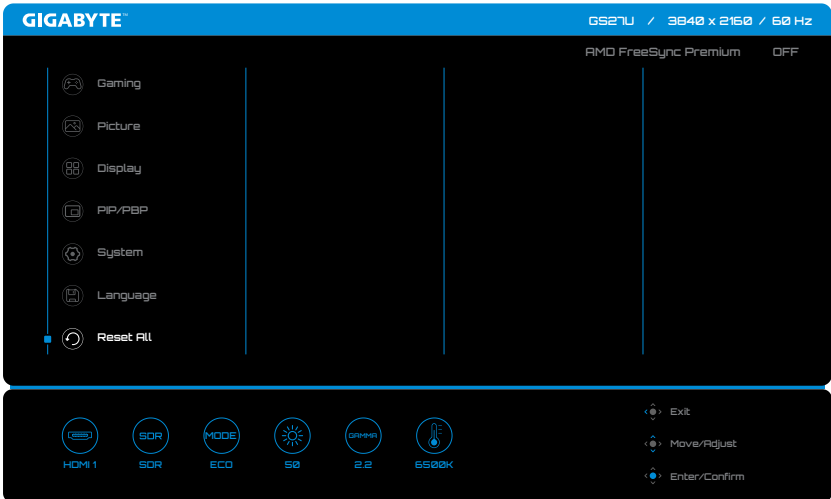 GIGABYTE™ GS27U / 3840 x 2160 / 60 Hz
AMD FreeSync Premium OFF
Gaming
Picture
Display
PIP/PBP
System
Language
Reset All
SDR MODE GAMMA
HDMI 1 SDR ECO 50 2.2 6500K
Exit
Move/Adjust
Enter/Confirm